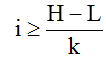 i ≥ (H − L) / k